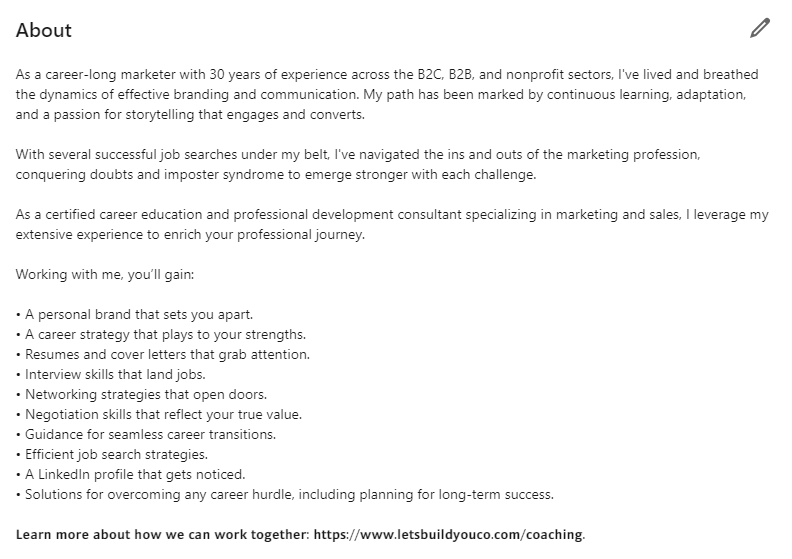 About
As a career-long marketer with 30 years of experience across the B2C, B2B, and nonprofit sectors, I've lived and breathed
the dynamics of effective branding and communication. My path has been marked by continuous learning, adaptation,
and a passion for storytelling that engages and converts.
With several successful job searches under my belt, I've navigated the ins and outs of the marketing profession,
conquering doubts and imposter syndrome to emerge stronger with each challenge.
As a certified career education and professional development consultant specializing in marketing and sales, I leverage my
extensive experience to enrich your professional journey.
Working with me, you'll gain:
• A personal brand that sets you apart.
• A career strategy that plays to your strengths.
• Resumes and cover letters that grab attention.
• Interview skills that land jobs.
• Networking strategies that open doors.
• Negotiation skills that reflect your true value.
• Guidance for seamless career transitions.
• Efficient job search strategies.
• A LinkedIn profile that gets noticed.
• Solutions for overcoming any career hurdle, including planning for long-term success.
Learn more about how we can work together: https://www.letsbuildyouco.com/coaching.